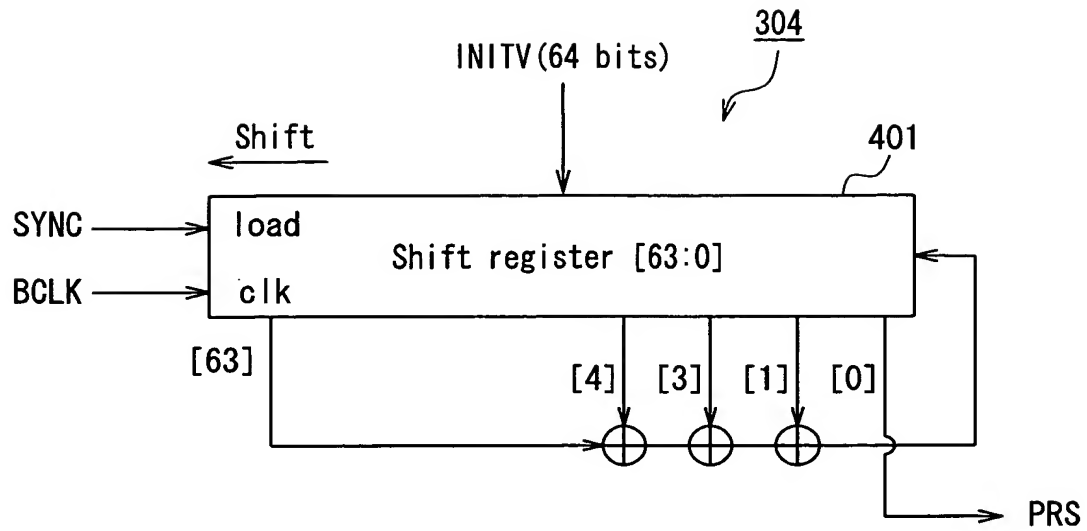 304
INITV(64 bits)
Shift
401
SYNC
load
Shift register [63:0]
BCLK
clk
[63]
[4]
[3]
[1]
[0]
PRS